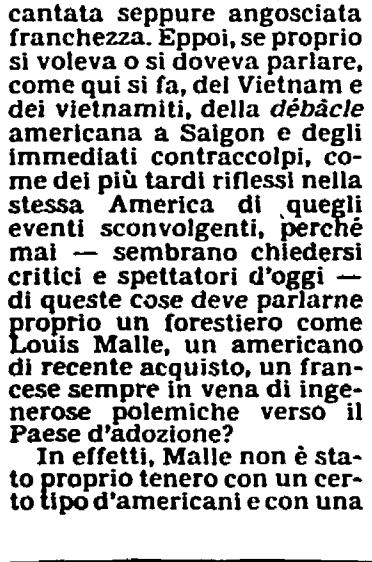 cantata seppure angosciata
franchezza. Eppoi, se proprio
si voleva o si doveva parlare,
come qui si fa, del Vietnam e
dei vietnamiti, della débâcle
americana a Saigon e degli
immediati contraccolpi, co-
me dei più tardi riflessi nella
stessa America di quegli
eventi sconvolgenti, perché
mai — sembrano chiedersi
critici e spettatori d'oggi —
di queste cose deve parlarne
proprio un forestiero come
Louis Malle, un americano
di recente acquisto, un fran-
cese sempre in vena di inge-
nerose polemiche verso il
Paese d'adozione?
In effetti, Malle non è sta-
to proprio tenero con un cer-
to tipo d'americani e con una